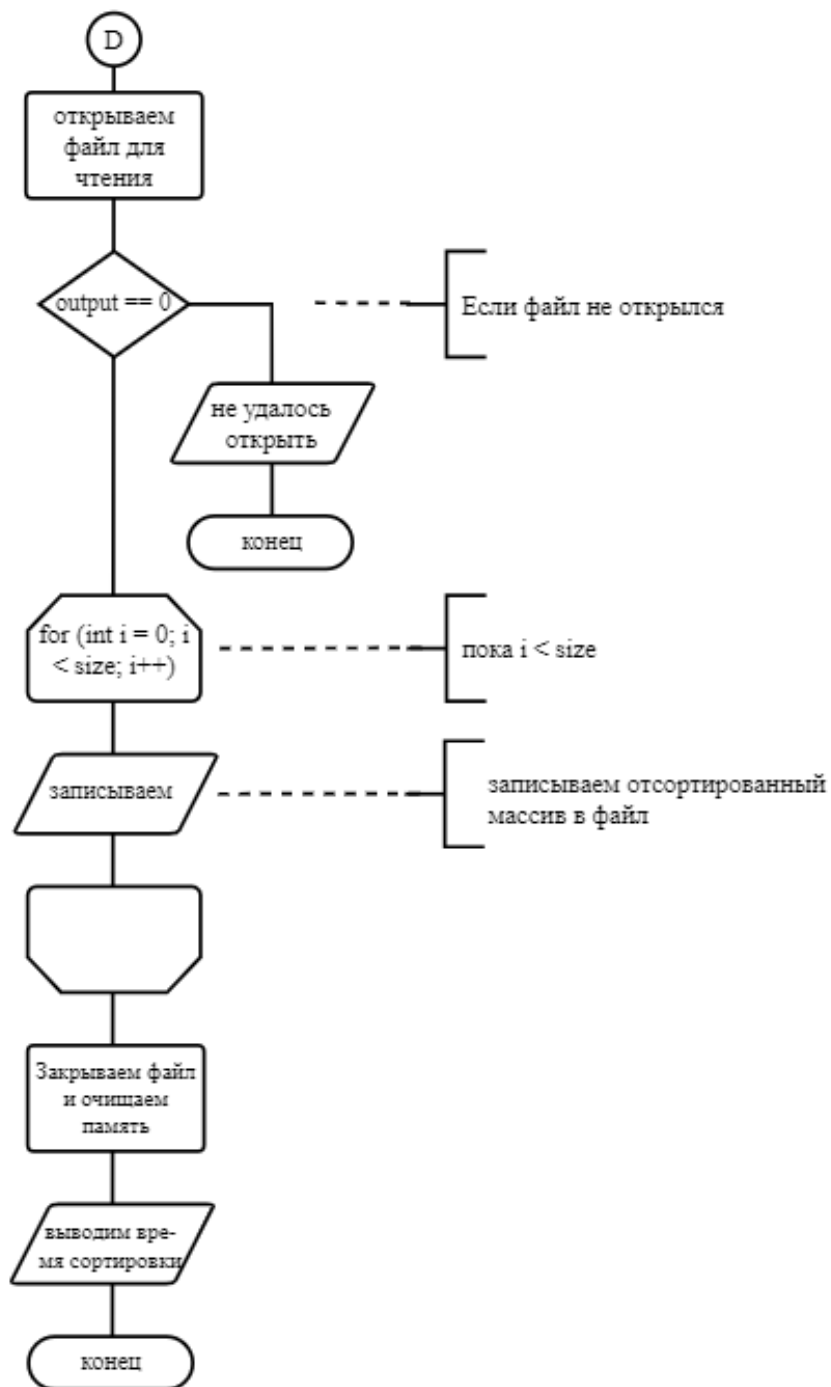 D
открываем
файл для
чтения
output == 0
Если файл не открылся
не удалось
открыть
конец
for (int i = 0; i
< size; i++)
пока i < size
записываем
записываем отсортированный
массив в файл
Закрываем файл
и очищаем
память
выводим вре-
мя сортировки
конец